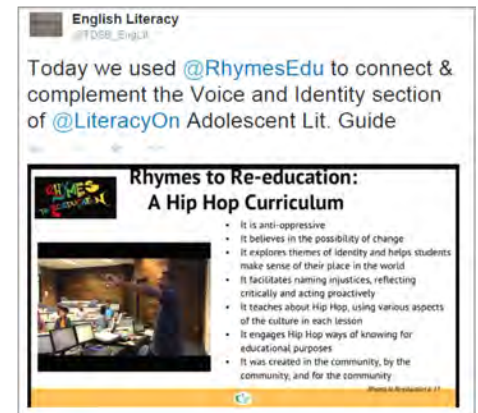 English Literacy
@TDSB_EngLit
Today we used @RhymesEdu to connect &
complement the Voice and Identity section
of @LiteracyOn Adolescent Lit. Guide
RHYMES
TO RE-EDUCATION
Rhymes to Re-education:
A Hip Hop Curriculum
• It is anti-oppressive
• It believes in the possibility of change
• It explores themes of identity and helps students
make sense of their place in the world
• It facilitates naming injustices, reflecting
critically and acting proactively
• It teaches about Hip Hop, using various aspects
of the culture in each lesson
• It engages Hip Hop ways of knowing for
educational purposes
• It was created in the community, by the
community, and for the community